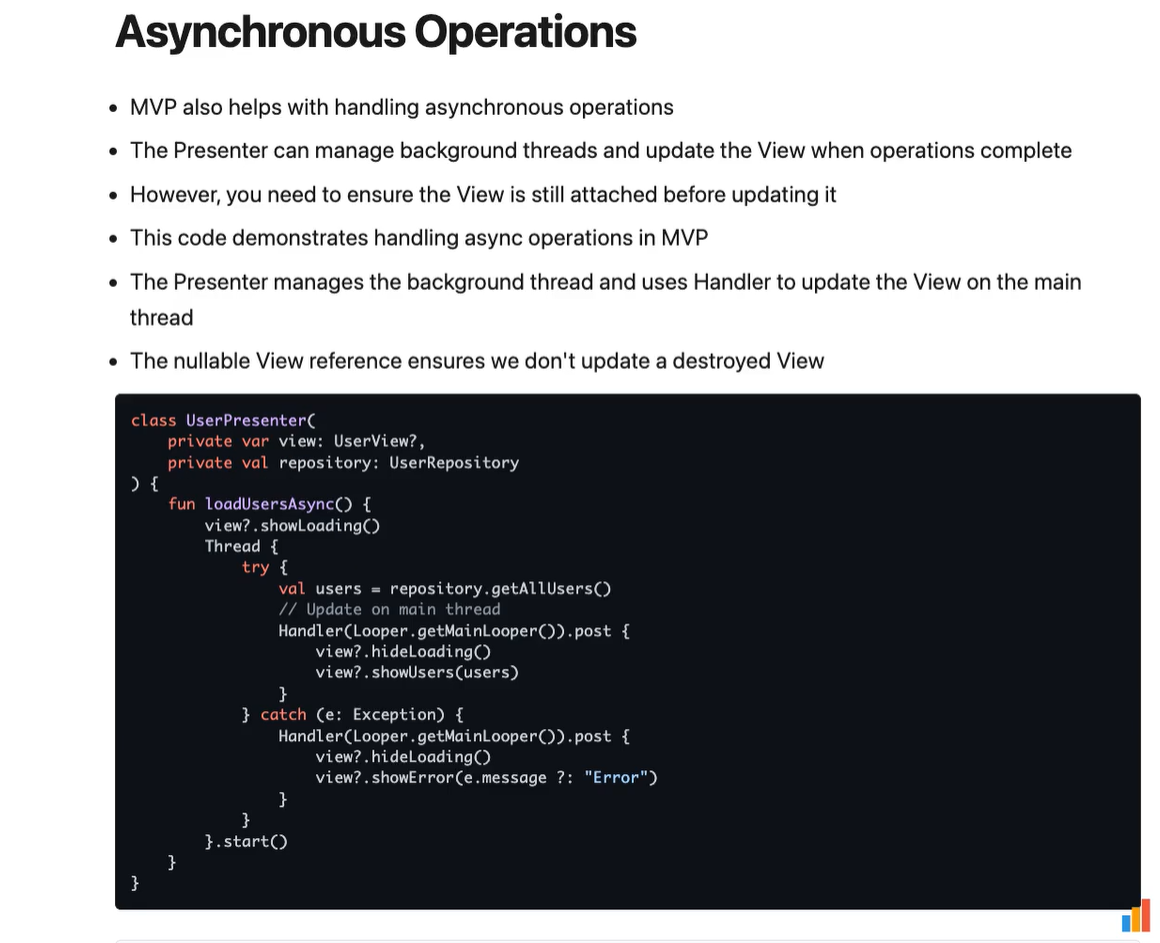 Asynchronous Operations
• MVP also helps with handling asynchronous operations
• The Presenter can manage background threads and update the View when operations complete
• However, you need to ensure the View is still attached before updating it
• This code demonstrates handling async operations in MVP
• The Presenter manages the background thread and uses Handler to update the View on the main
thread
• The nullable View reference ensures we don't update a destroyed View
class UserPresenter(
    private var view: UserView?,
    private val repository: UserRepository
) {
    fun loadUsersAsync() {
        view?.showLoading()
        Thread {
            try {
                val users = repository.getAllUsers()
                // Update on main thread
                Handler(Looper.getMainLooper()).post {
                    view?.hideLoading()
                    view?.showUsers(users)
                }
            } catch (e: Exception) {
                Handler(Looper.getMainLooper()).post {
                    view?.hideLoading()
                    view?.showError(e.message ?: "Error")
                }
            }
        }.start()
    }
}